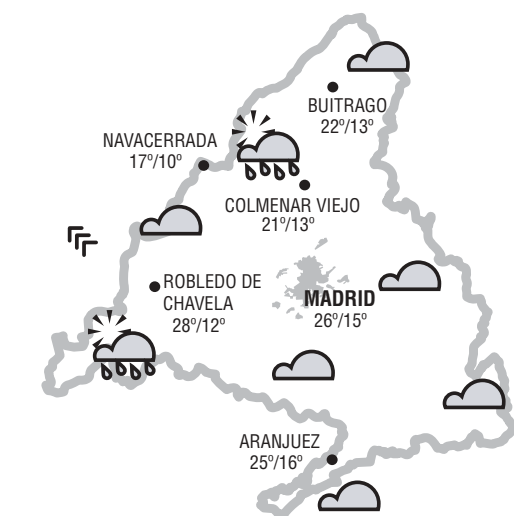 BUITRAGO
22º/13º
NAVACERRADA
17º/10º
COLMENAR VIEJO
21º/13º
ROBLEDO DE
CHAVELA
28º/12º
MADRID
26º/15º
ARANJUEZ
25º/16º